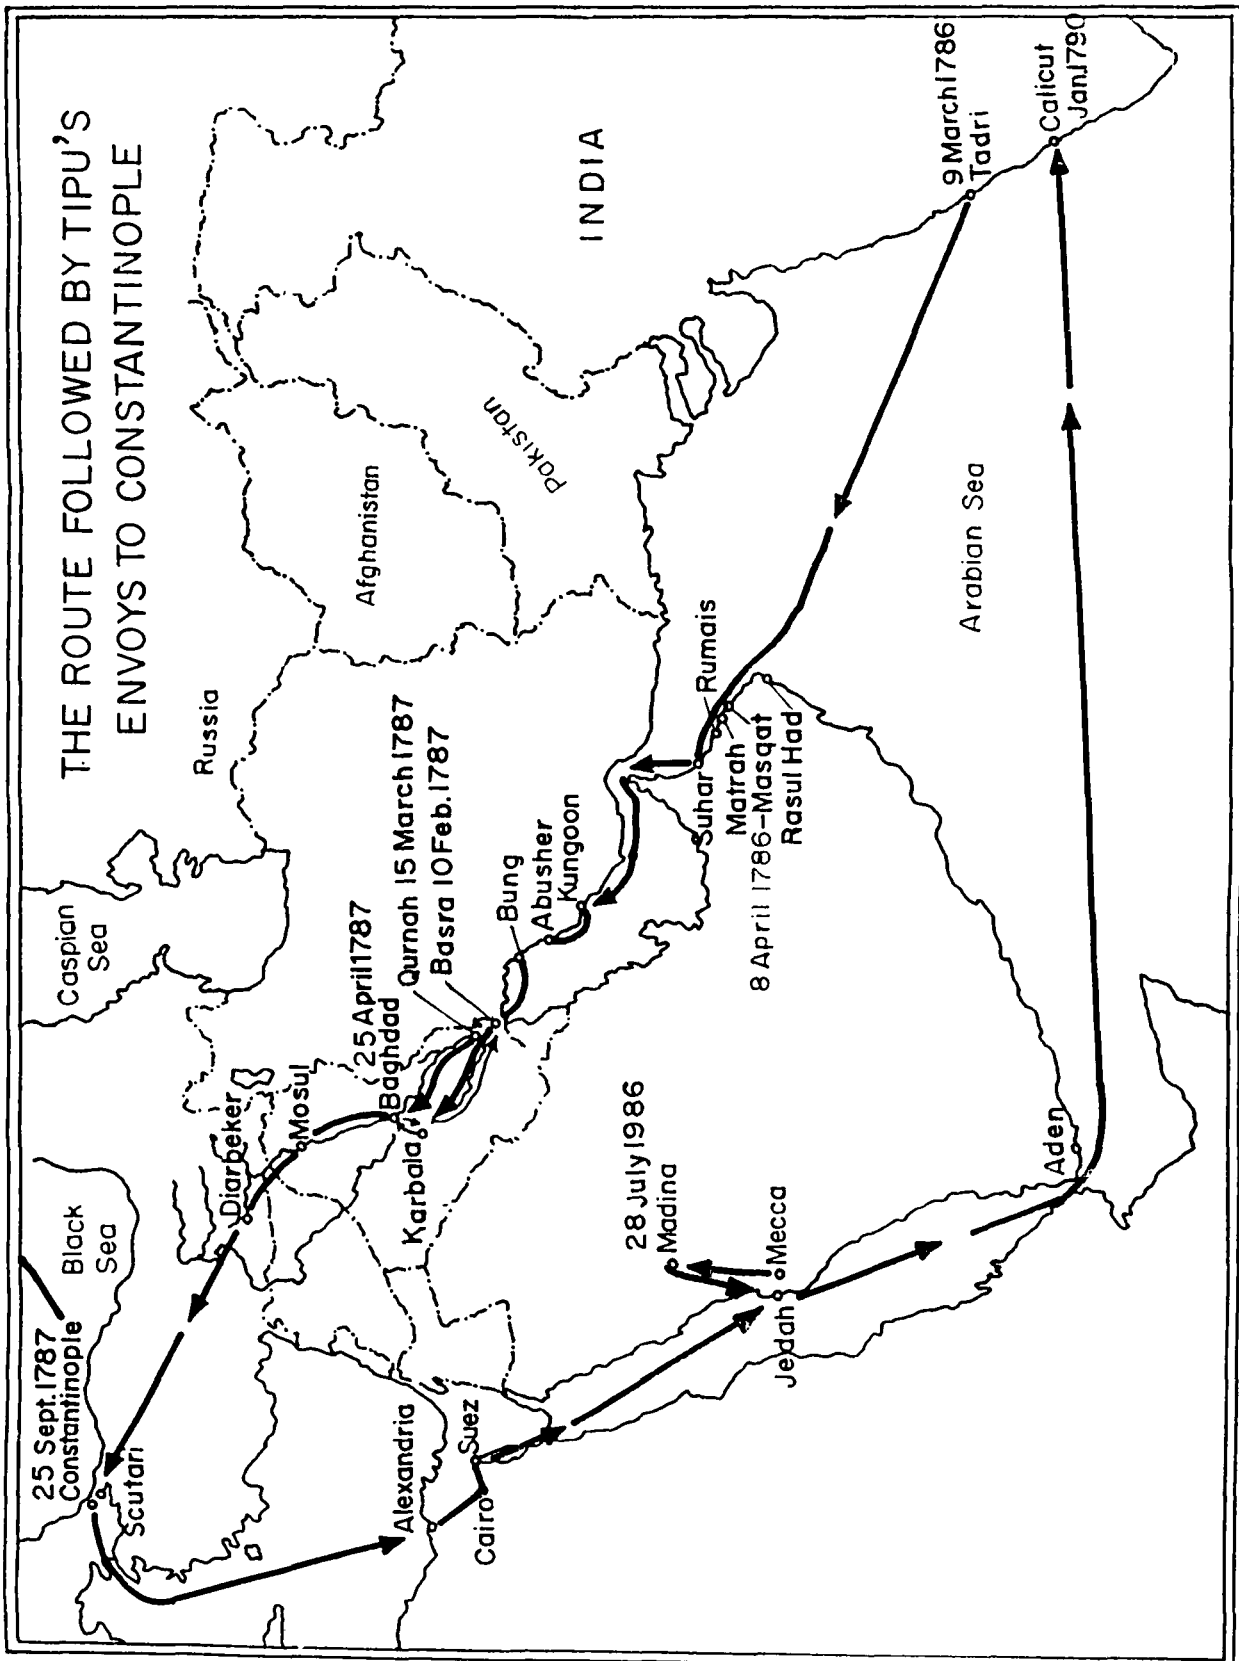 THE ROUTE FOLLOWED BY TIPU'S
ENVOYS TO CONSTANTINOPLE
25 Sept. 1787
Constantinople
Scutari
Black
Sea
Caspian
Sea
Russia
Diarbeker
Mosul
25 April 1787
Baghdad
Qurnah 15 March 1787
Basra 10 Feb. 1787
Karbala
Bung
Abusher
Kungoon
Afghanistan
Pakistan
INDIA
Alexandria
Cairo
Suez
28 July 1986
Madina
Mecca
Jedah
Suhar
Rumais
Matrah
8 April 1786-Masqat
Rasul Had
Arabian Sea
9 March 1786
Tadri
Calicut
Jan. 1790
Aden